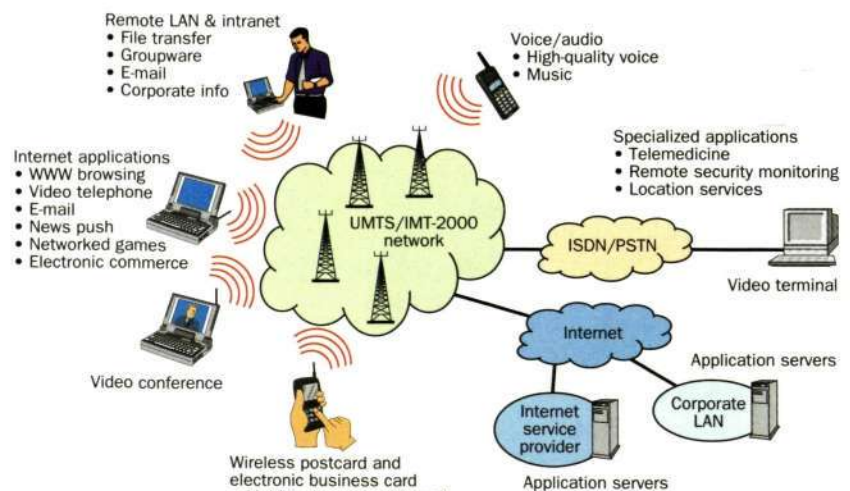 Remote LAN & intranet
• File transfer
• Groupware
• E-mail
• Corporate info
Voice/audio
• High-quality voice
• Music
Specialized applications
• Telemedicine
• Remote security monitoring
• Location services
Internet applications
• WWW browsing
• Video telephone
• E-mail
• News push
• Networked games
• Electronic commerce
UMTS/IMT-2000
network
ISDN/PSTN
Video terminal
Internet
Video conference
Application servers
Internet
service
provider
Corporate
LAN
Wireless postcard and
electronic business card
Application servers